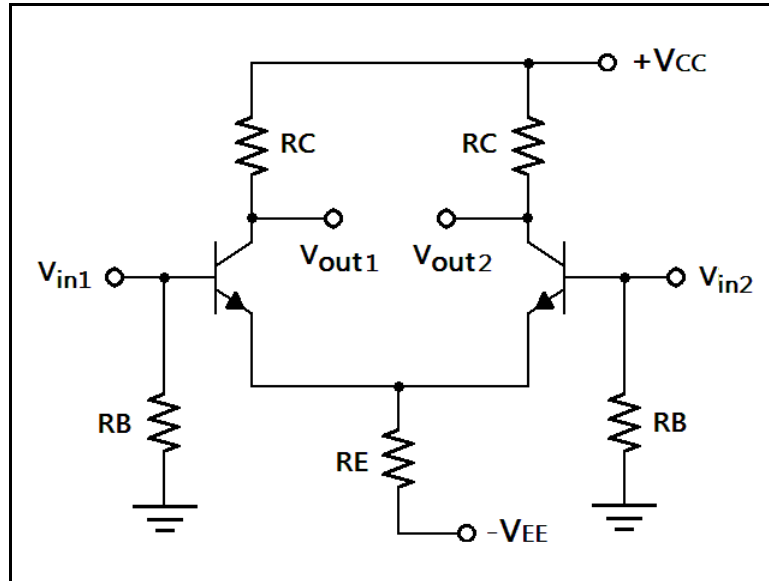 +VCC
RC
RC
Vout1
Vout2
Vin1
Vin2
RB
RB
RE
-VEE